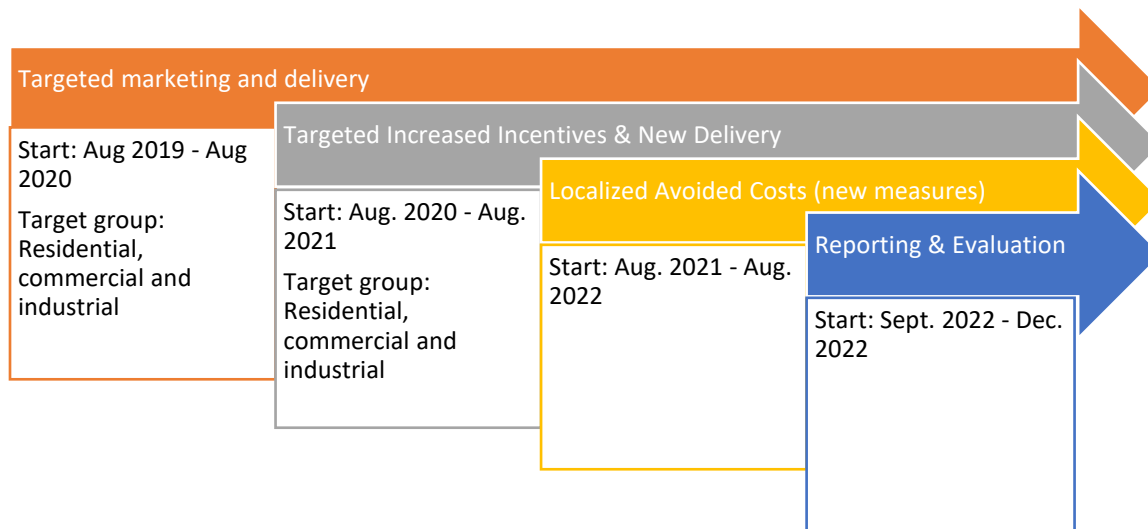 Targeted marketing and delivery
Start: Aug 2019 - Aug
2020
Target group:
Residential,
commercial and
industrial
Targeted Increased Incentives & New Delivery
Start: Aug. 2020 - Aug.
2021
Target group:
Residential,
commercial and
industrial
Localized Avoided Costs (new measures)
Start: Aug. 2021 - Aug.
2022
Reporting & Evaluation
Start: Sept. 2022 - Dec.
2022